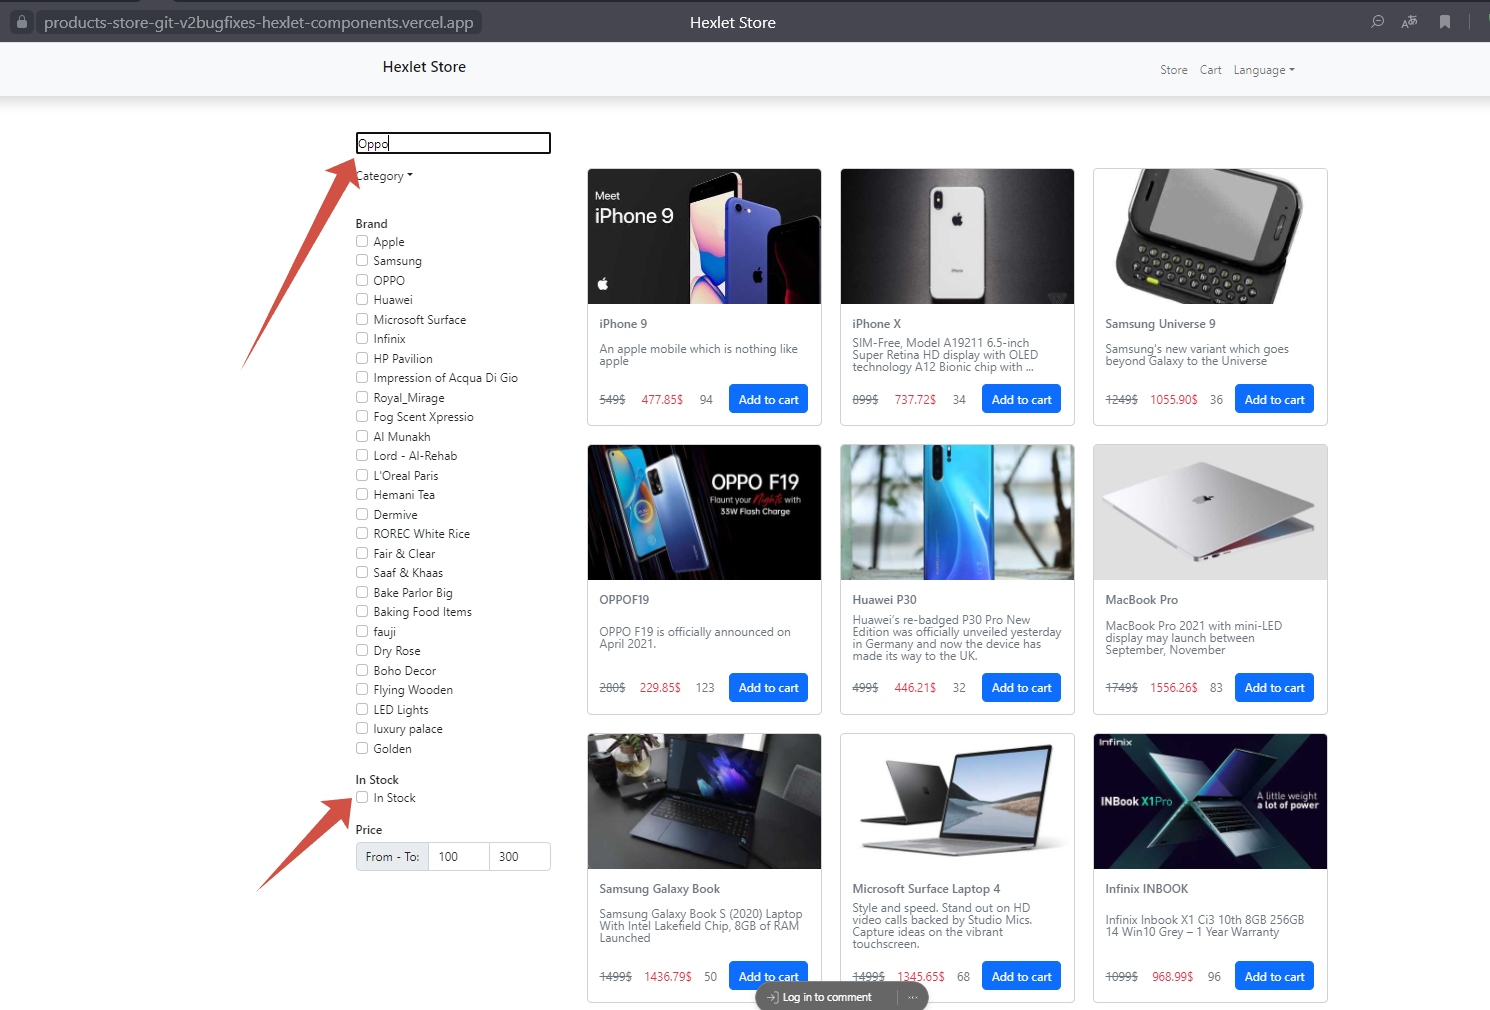 products-store-git-v2bugfixes-hexlet-components.vercel.app
Hexlet Store
Hexlet Store
Store
Cart
Language
Oppo
Category
Brand
Apple
Samsung
OPPO
Huawei
Microsoft Surface
Infinix
HP Pavilion
Impression of Acqua Di Gio
Royal_Mirage
Fog Scent Xpressio
Al Munakh
Lord - Al-Rehab
L'Oreal Paris
Hemani Tea
Dermive
ROREC White Rice
Fair & Clear
Saaf & Khaas
Bake Parlor Big
Baking Food Items
fauji
Dry Rose
Boho Decor
Flying Wooden
LED Lights
luxury palace
Golden
In Stock
In Stock
Price
From - To:
100
300
Meet
iPhone 9
iPhone 9
An apple mobile which is nothing like
apple
549$ 477.85$ 94 Add to cart
iPhone X
SIM-Free, Model A19211 6.5-inch
Super Retina HD display with OLED
technology A12 Bionic chip with ...
899$ 737.72$ 34 Add to cart
Samsung Universe 9
Samsung's new variant which goes
beyond Galaxy to the Universe
1249$ 1055.90$ 36 Add to cart
OPPO F19
Flaunt your Nights with
33W Flash Charge
OPPOF19
OPPO F19 is officially announced on
April 2021.
280$ 229.85$ 123 Add to cart
Huawei P30
Huawei's re-badged P30 Pro New
Edition was officially unveiled yesterday
in Germany and now the device has
made its way to the UK.
499$ 446.21$ 32 Add to cart
MacBook Pro
MacBook Pro 2021 with mini-LED
display may launch between
September, November
1749$ 1556.26$ 83 Add to cart
Samsung Galaxy Book
Samsung Galaxy Book S (2020) Laptop
With Intel Lakefield Chip, 8GB of RAM
Launched
1499$ 1436.79$ 50 Add to cart
Microsoft Surface Laptop 4
Style and speed. Stand out on HD
video calls backed by Studio Mics.
Capture ideas on the vibrant
touchscreen.
1499$ 1345.65$ 68 Add to cart
Infinix
INBook X1Pro
A little weight
a lot of power
Infinix INBOOK
Infinix Inbook X1 Ci3 10th 8GB 256GB
14 Win10 Grey – 1 Year Warranty
1099$ 968.99$ 96 Add to cart
Log in to comment